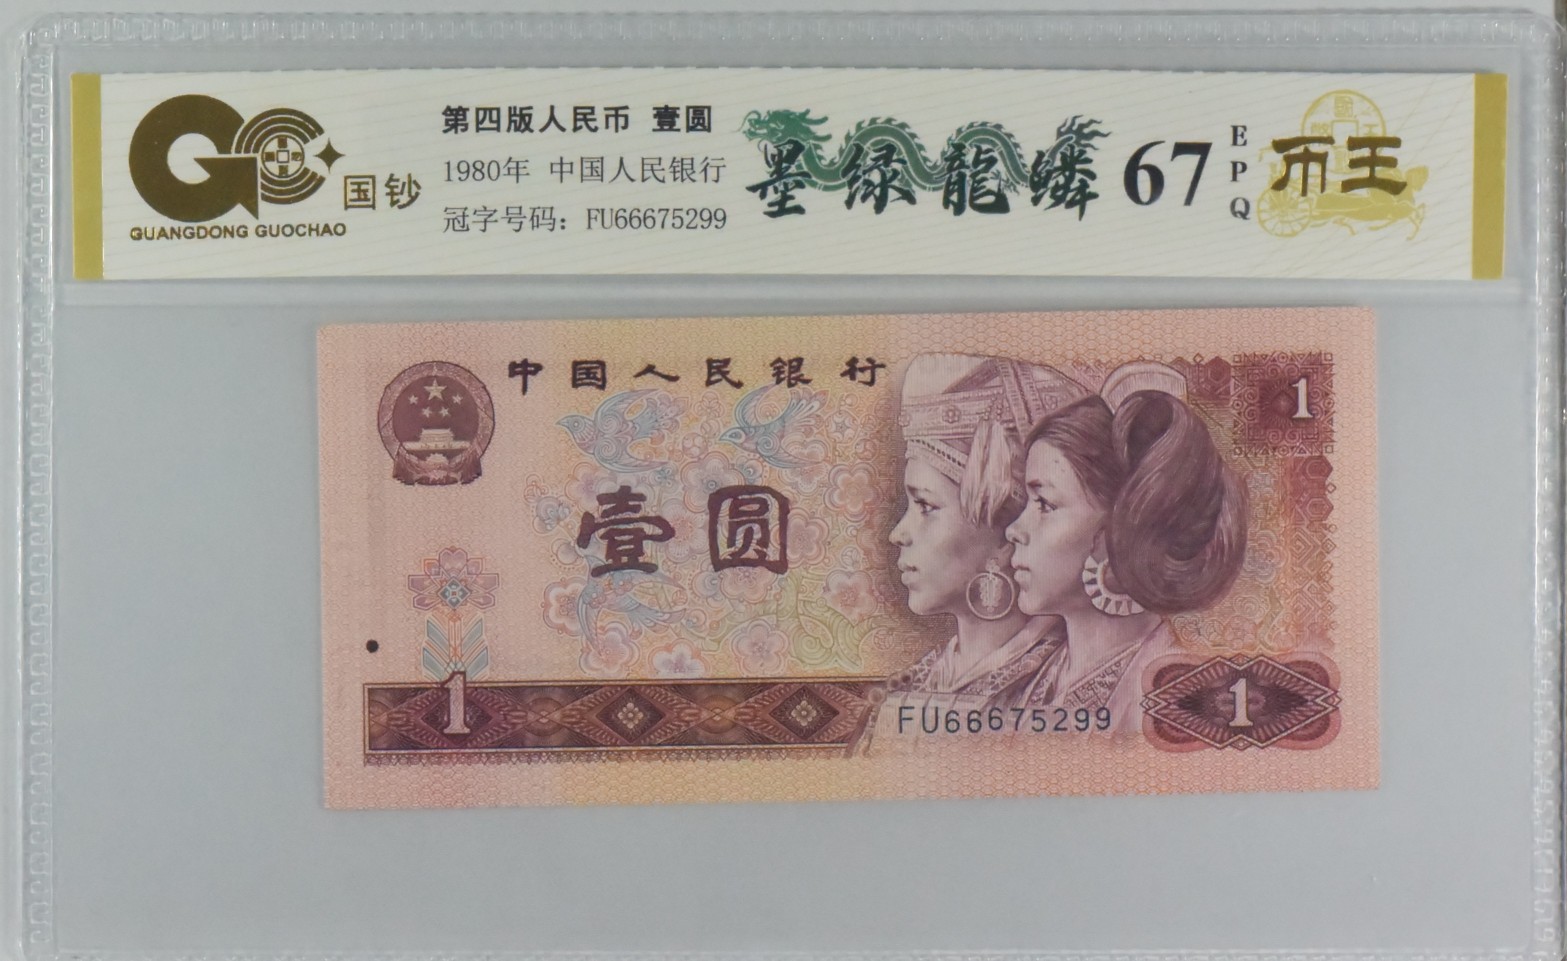 国钞
GUANGDONG GUOCHAO
第四版人民币 壹圆
1980年 中国人民银行
冠字号码：FU66675299
墨绿龍鳞
67
EPQ
币王
中国人民银行
1
壹圆
1
FU66675299
1